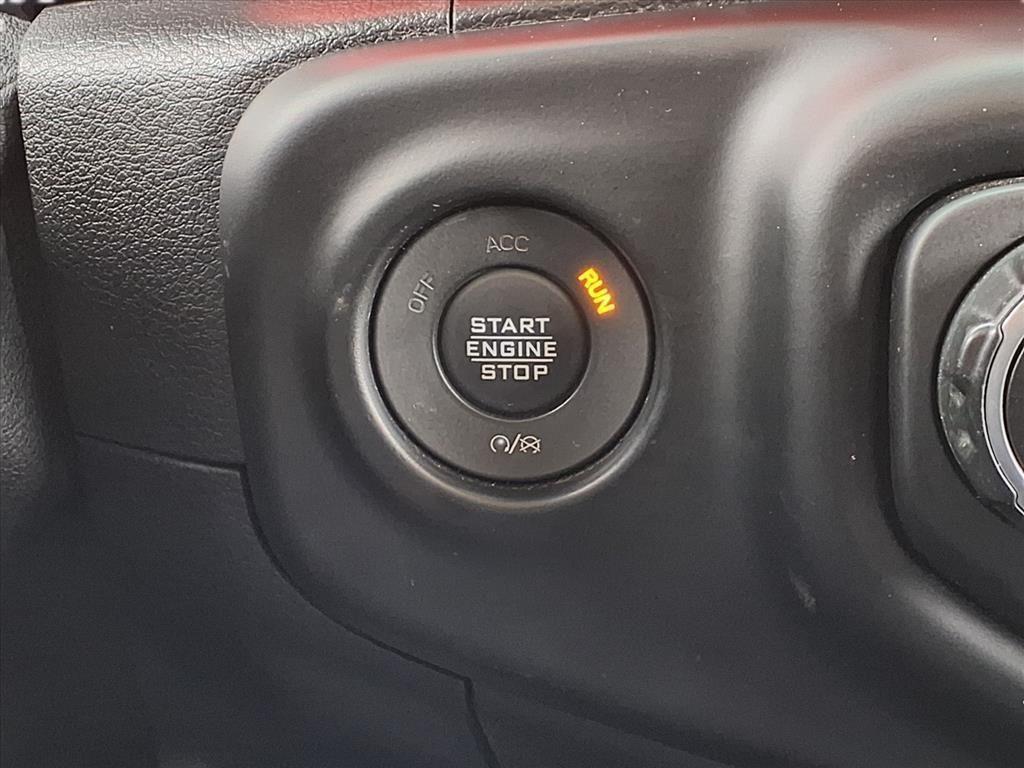 ACC
OFF
RUN
START
ENGINE
STOP